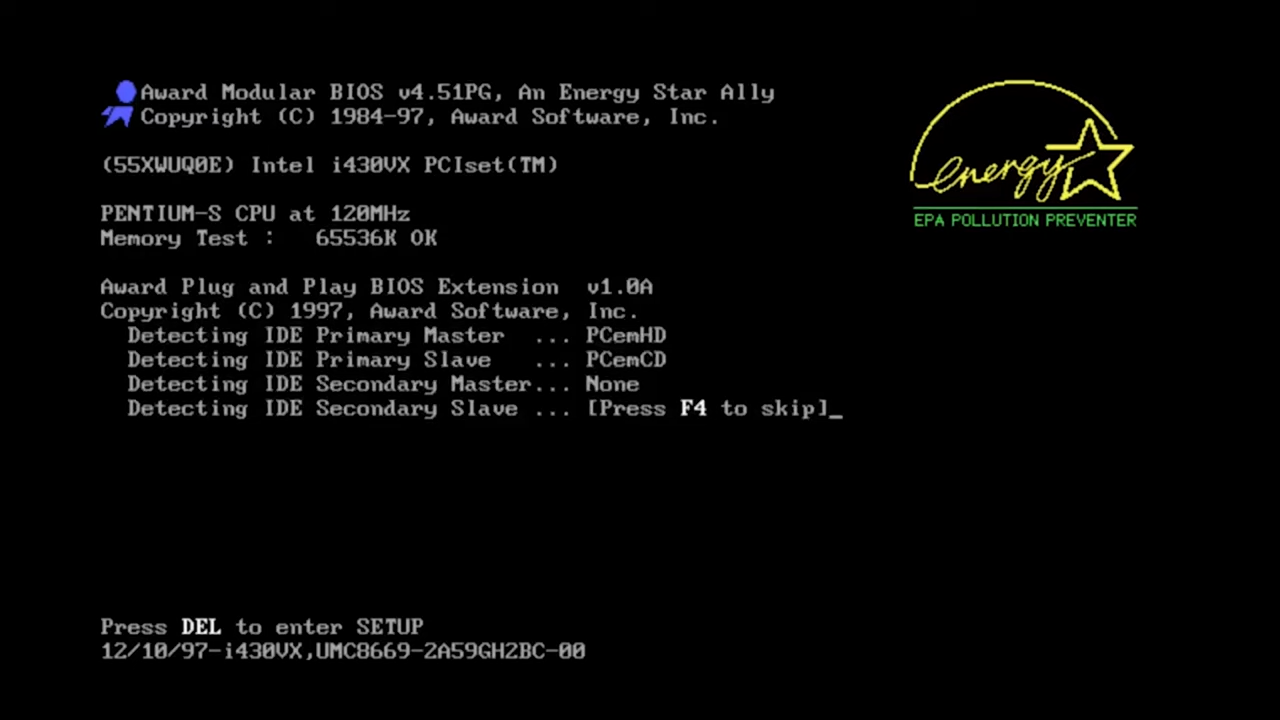 Award Modular BIOS v4.51PG, An Energy Star Ally
Copyright (C) 1984-97, Award Software, Inc.
(55XWUQ0E) Intel i430VX PCIset(TM)
energy
EPA POLLUTION PREVENTER
PENTIUM-S CPU at 120MHz
Memory Test :   65536K OK
Award Plug and Play BIOS Extension  v1.0A
Copyright (C) 1997, Award Software, Inc.
Detecting IDE Primary Master  ... PCemHD
Detecting IDE Primary Slave   ... PCemCD
Detecting IDE Secondary Master... None
Detecting IDE Secondary Slave ... [Press F4 to skip]_
Press DEL to enter SETUP
12/10/97-i430VX,UMC8669-2A59GH2BC-00